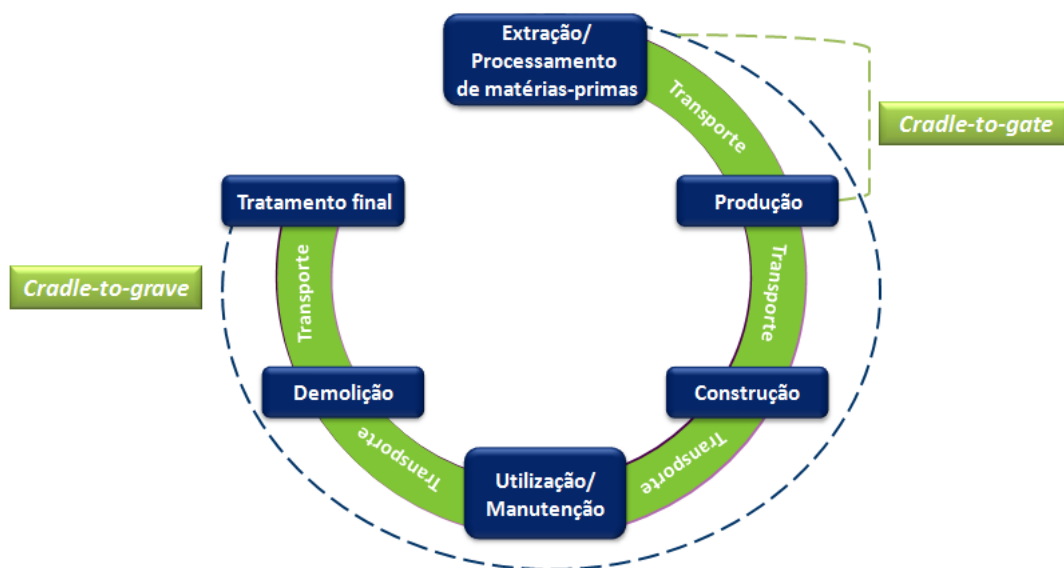 Extração/
Processamento
de matérias-primas
Transporte
Cradle-to-gate
Produção
Transporte
Construção
Transporte
Utilização/
Manutenção
Transporte
Demolição
Transporte
Tratamento final
Cradle-to-grave